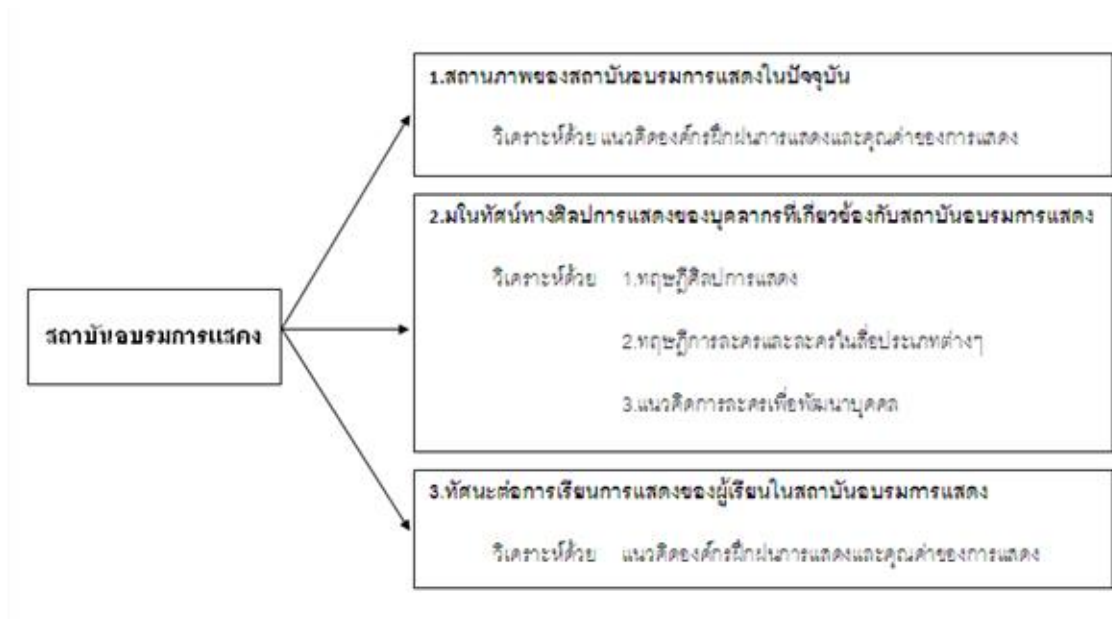 1.สถานภาพของสถาบันอบรมการแสดงในปัจจุบัน
วิเคราะห์ด้วย แนวคิดองค์กรฝึกฝนการแสดงและคุณค่าของการแสดง
2.มโนทัศน์ทางศิลปการแสดงของบุคลากรที่เกี่ยวข้องกับสถาบันอบรมการแสดง
วิเคราะห์ด้วย 1.ทฤษฎีศิลปการแสดง
2.ทฤษฎีการละครและละครในสื่อประเภทต่างๆ
3.แนวคิดการละครเพื่อพัฒนาบุคคล
สถาบันอบรมการแสดง
3.ทัศนะต่อการเรียนการแสดงของผู้เรียนในสถาบันอบรมการแสดง
วิเคราะห์ด้วย แนวคิดองค์กรฝึกฝนการแสดงและคุณค่าของการแสดง